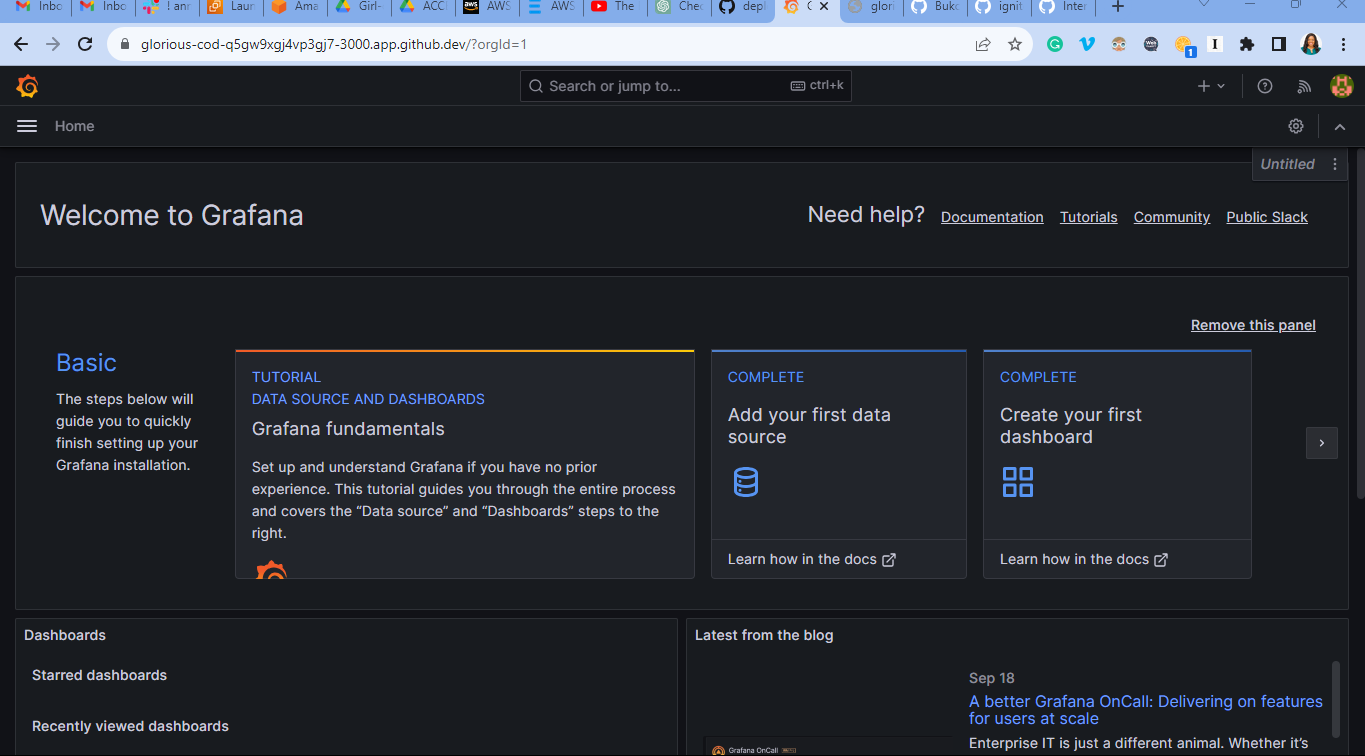 Inbo
Inbo
! anr
Laun
Ama
Girl-
ACC
aws
AWS
AWS
The
Chec
depl
glori
Buko
ignit
Inter
glorious-cod-q5gw9xgj4vp3gj7-3000.app.github.dev/?orgId=1
1
Search or jump to...
ctrl+k
Home
Untitled
Welcome to Grafana
Need help?
Documentation
Tutorials
Community
Public Slack
Remove this panel
Basic
The steps below will
guide you to quickly
finish setting up your
Grafana installation.
TUTORIAL
DATA SOURCE AND DASHBOARDS
Grafana fundamentals
Set up and understand Grafana if you have no prior
experience. This tutorial guides you through the entire process
and covers the “Data source” and “Dashboards” steps to the
right.
COMPLETE
Add your first data
source
Learn how in the docs
COMPLETE
Create your first
dashboard
Learn how in the docs
Dashboards
Starred dashboards
Recently viewed dashboards
Latest from the blog
Sep 18
A better Grafana OnCall: Delivering on features
for users at scale
Enterprise IT is just a different animal. Whether it’s
Grafana OnCall